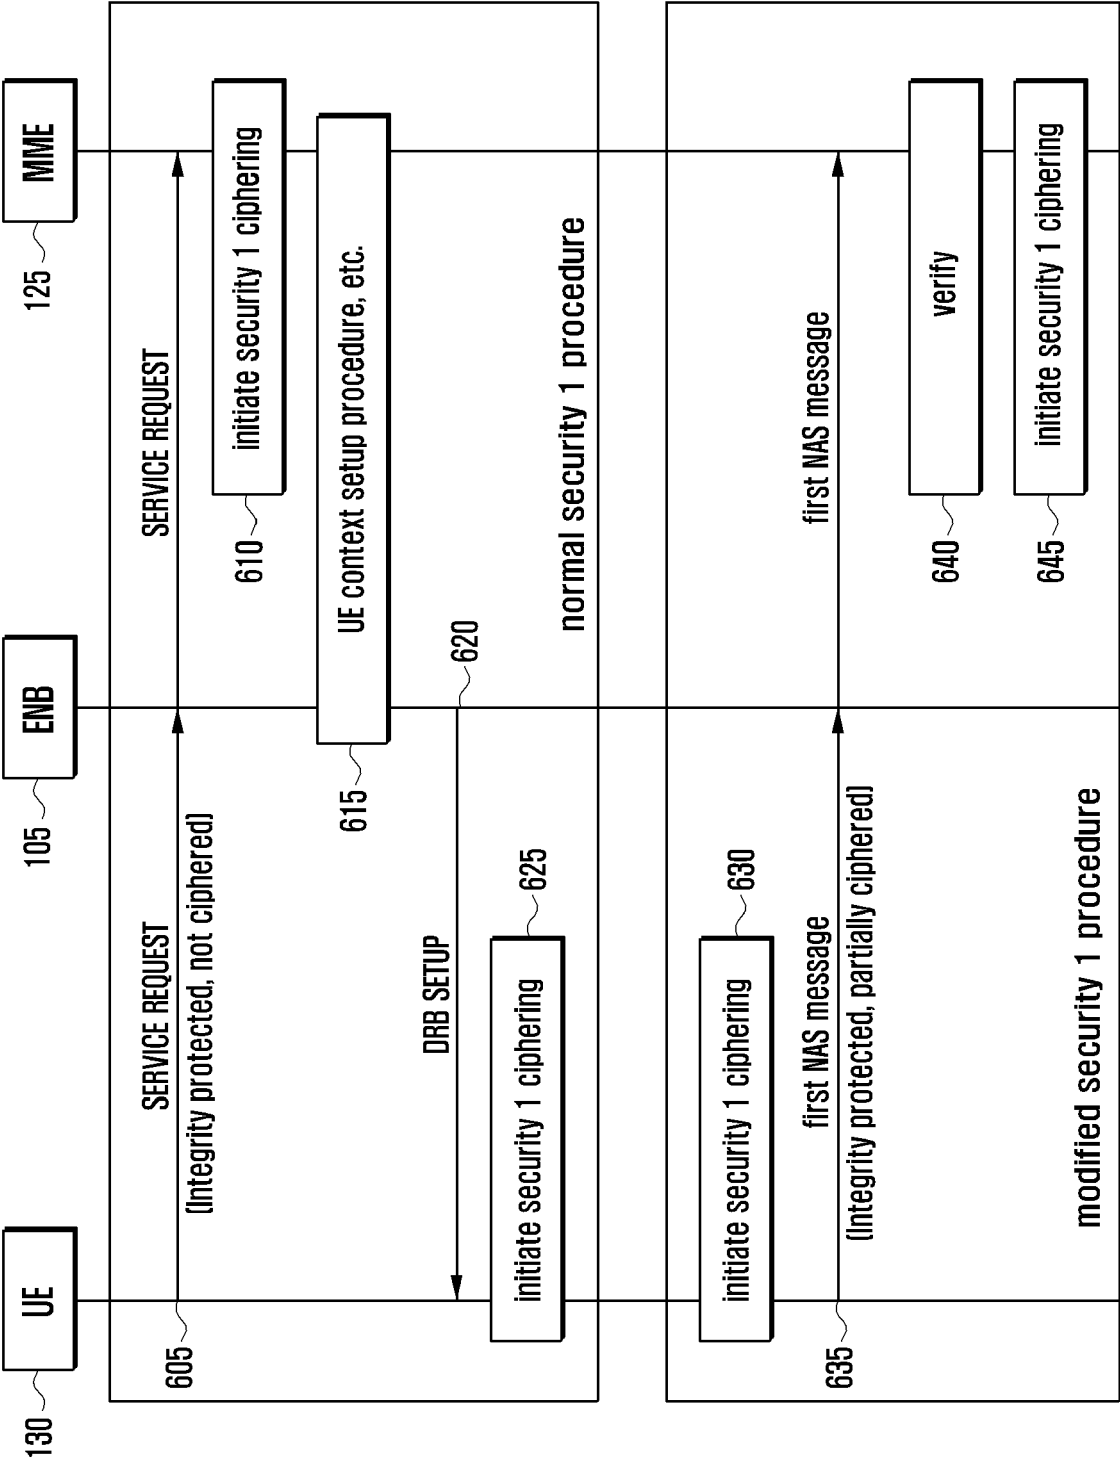 UE
ENB
MME
130
105
125
SERVICE REQUEST
SERVICE REQUEST
(Integrity protected, not ciphered)
605
initiate security 1 ciphering
610
UE context setup procedure, etc.
615
DRB SETUP
620
initiate security 1 ciphering
625
normal security 1 procedure
initiate security 1 ciphering
630
first NAS message
first NAS message
(Integrity protected, partially ciphered)
635
verify
640
initiate security 1 ciphering
645
modified security 1 procedure